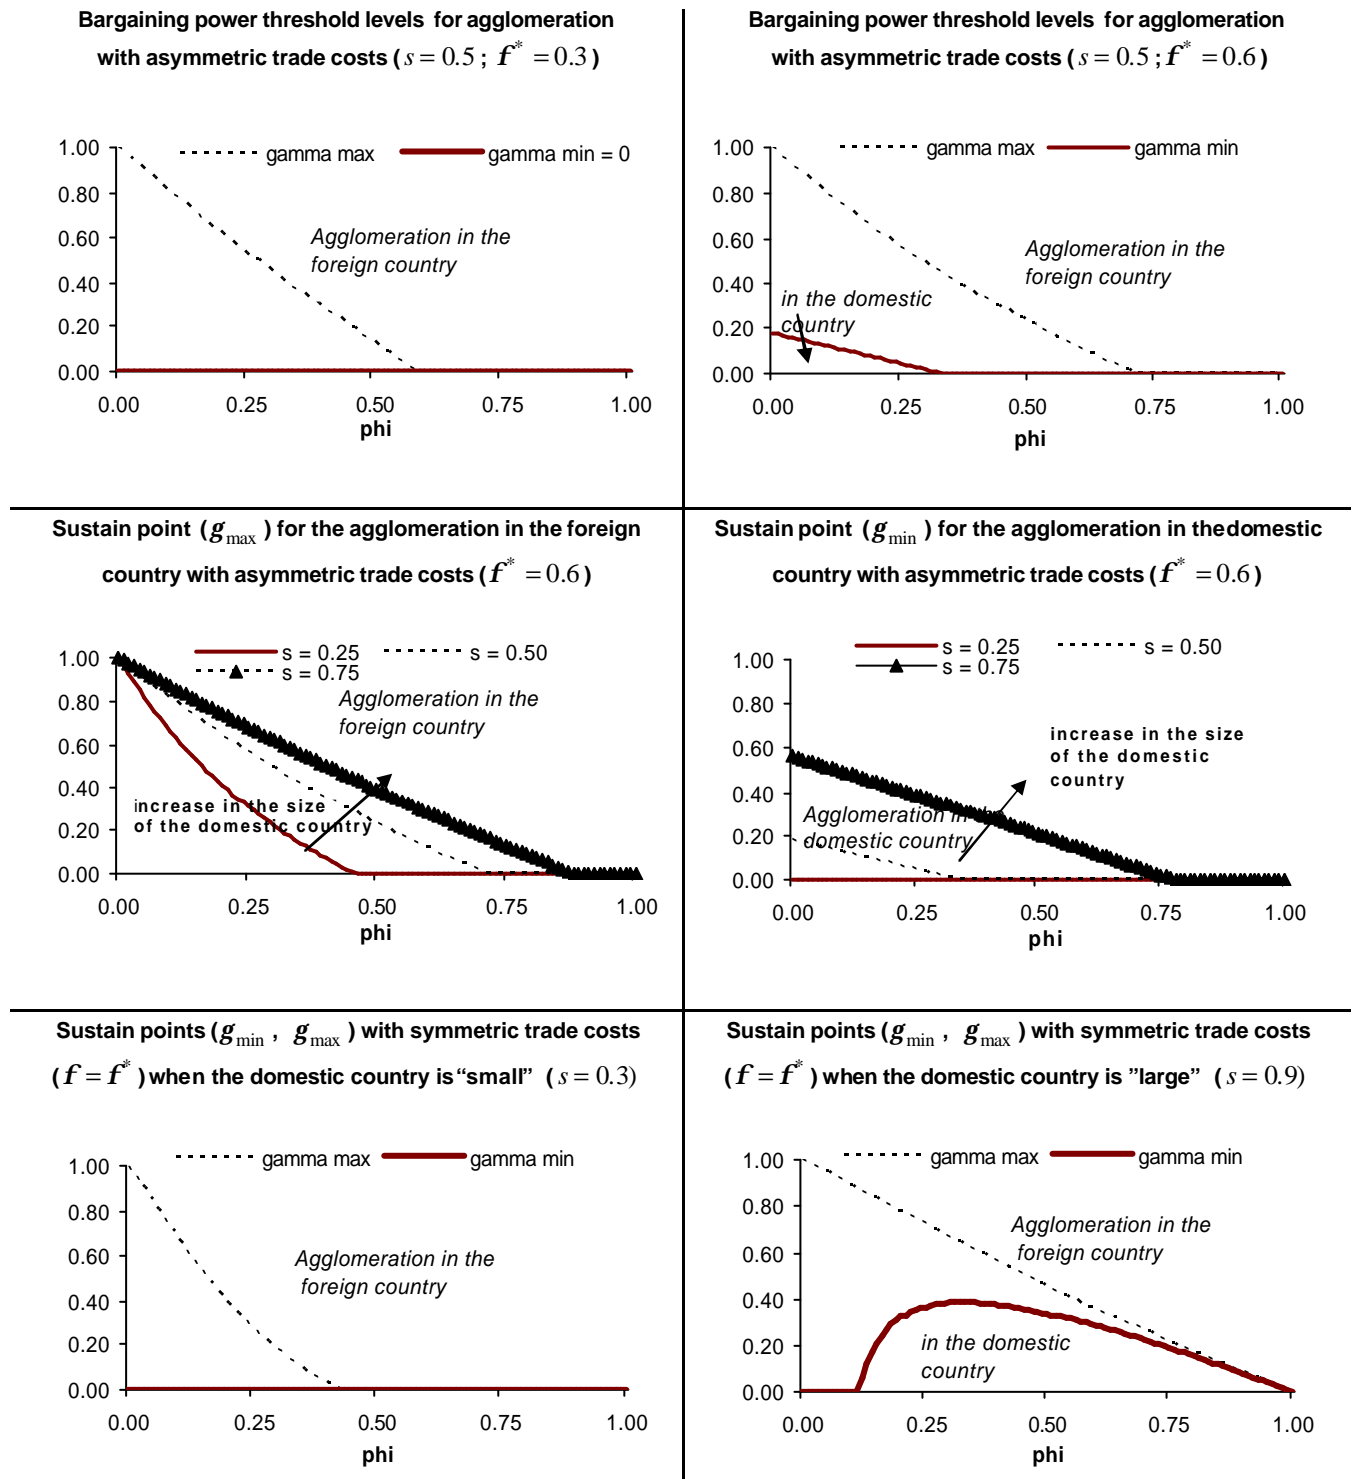 Bargaining power threshold levels for agglomeration
with asymmetric trade costs ( s = 0.5 ; f* = 0.3 )
1.00
0.80
0.60
0.40
0.20
0.00
gamma max
gamma min = 0
Agglomeration in the
foreign country
0.00 0.25 0.50 0.75 1.00
phi
Bargaining power threshold levels for agglomeration
with asymmetric trade costs ( s = 0.5 ; f* = 0.6 )
1.00
0.80
0.60
0.40
0.20
0.00
gamma max
gamma min
Agglomeration in the
foreign country
in the domestic
country
0.00 0.25 0.50 0.75 1.00
phi
Sustain point ( g max ) for the agglomeration in the foreign
country with asymmetric trade costs ( f* = 0.6 )
s = 0.25
s = 0.50
s = 0.75
1.00
0.80
0.60
0.40
0.20
0.00
Agglomeration in the
foreign country
increase in the size
of the domestic country
0.00 0.25 0.50 0.75 1.00
phi
Sustain point ( g min ) for the agglomeration in thedomestic
country with asymmetric trade costs ( f* = 0.6 )
s = 0.25
s = 0.50
s = 0.75
1.00
0.80
0.60
0.40
0.20
0.00
increase in the size
of the domestic
country
Agglomeration in
domestic country
0.00 0.25 0.50 0.75 1.00
phi
Sustain points ( g min , g max ) with symmetric trade costs
( f = f* ) when the domestic country is “small” ( s = 0.3)
1.00
0.80
0.60
0.40
0.20
0.00
gamma max
gamma min
Agglomeration in the
foreign country
0.00 0.25 0.50 0.75 1.00
phi
Sustain points ( g min , g max ) with symmetric trade costs
( f = f* ) when the domestic country is ”large” ( s = 0.9)
1.00
0.80
0.60
0.40
0.20
0.00
gamma max
gamma min
Agglomeration in the
foreign country
in the domestic
country
0.00 0.25 0.50 0.75 1.00
phi